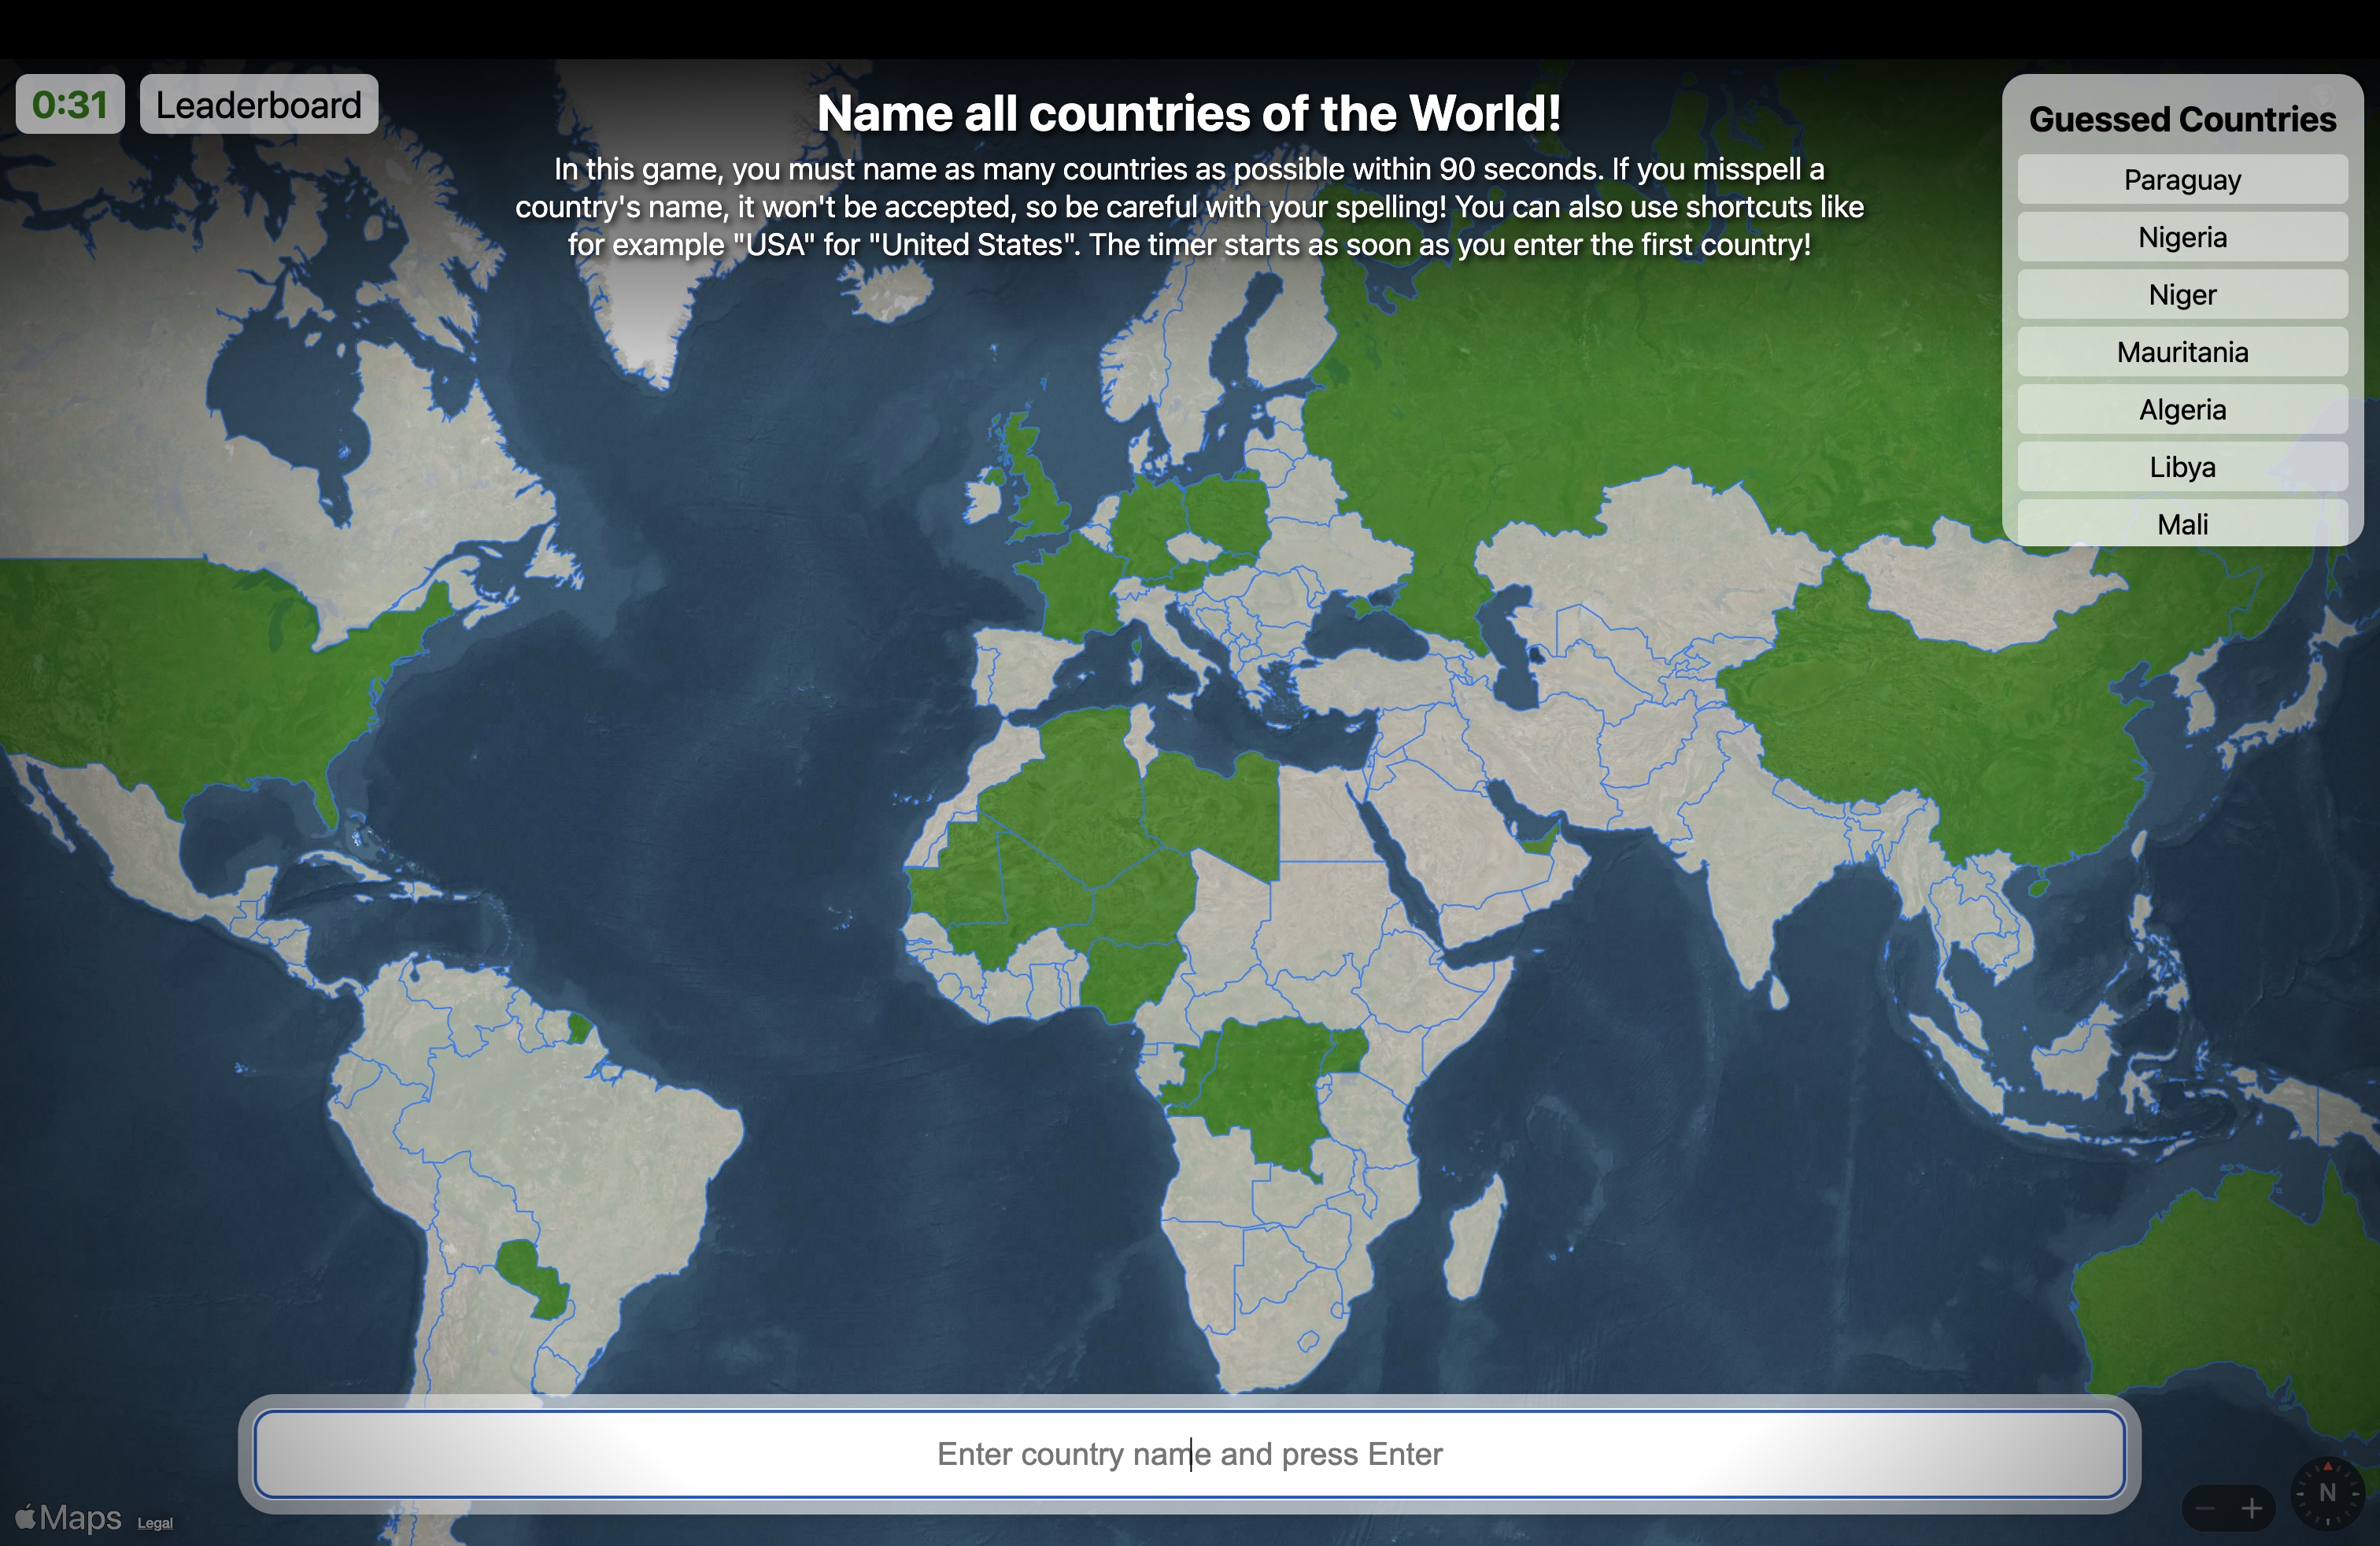 0:31
Leaderboard
Name all countries of the World!
In this game, you must name as many countries as possible within 90 seconds. If you misspell a
country's name, it won't be accepted, so be careful with your spelling! You can also use shortcuts like
for example "USA" for "United States". The timer starts as soon as you enter the first country!
Guessed Countries
Paraguay
Nigeria
Niger
Mauritania
Algeria
Libya
Mali
Enter country name and press Enter
Maps
Legal
N